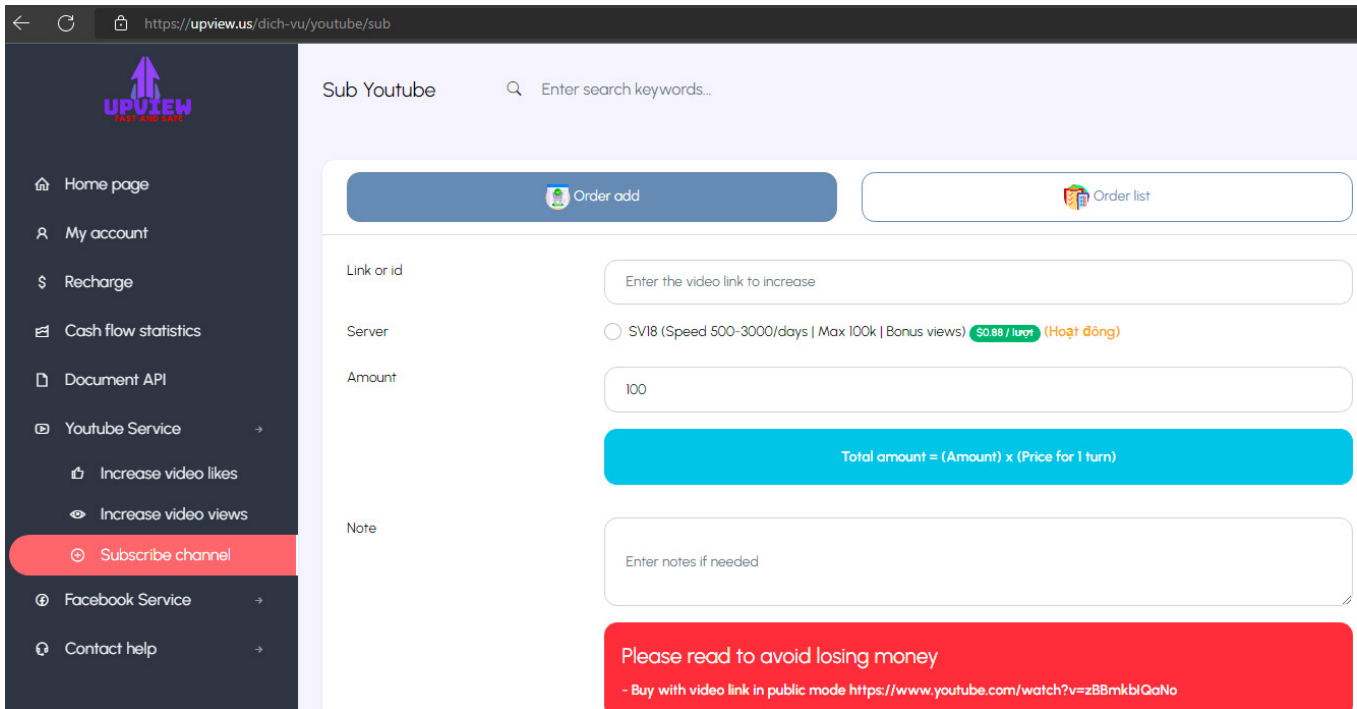 https://upview.us/dich-vu/youtube/sub
UPVIEW
FAST AND SAFE
Sub Youtube
Enter search keywords...
Home page
My account
Recharge
Cash flow statistics
Document API
Youtube Service
Increase video likes
Increase video views
Subscribe channel
Facebook Service
Contact help
Order add
Order list
Link or id
Enter the video link to increase
Server
SV18 (Speed 500-3000/days | Max 100k | Bonus views) $0.88 / lượt (Hoạt động)
Amount
100
Total amount = (Amount) x (Price for 1 turn)
Note
Enter notes if needed
Please read to avoid losing money
- Buy with video link in public mode https://www.youtube.com/watch?v=zBBmkbIQaNo